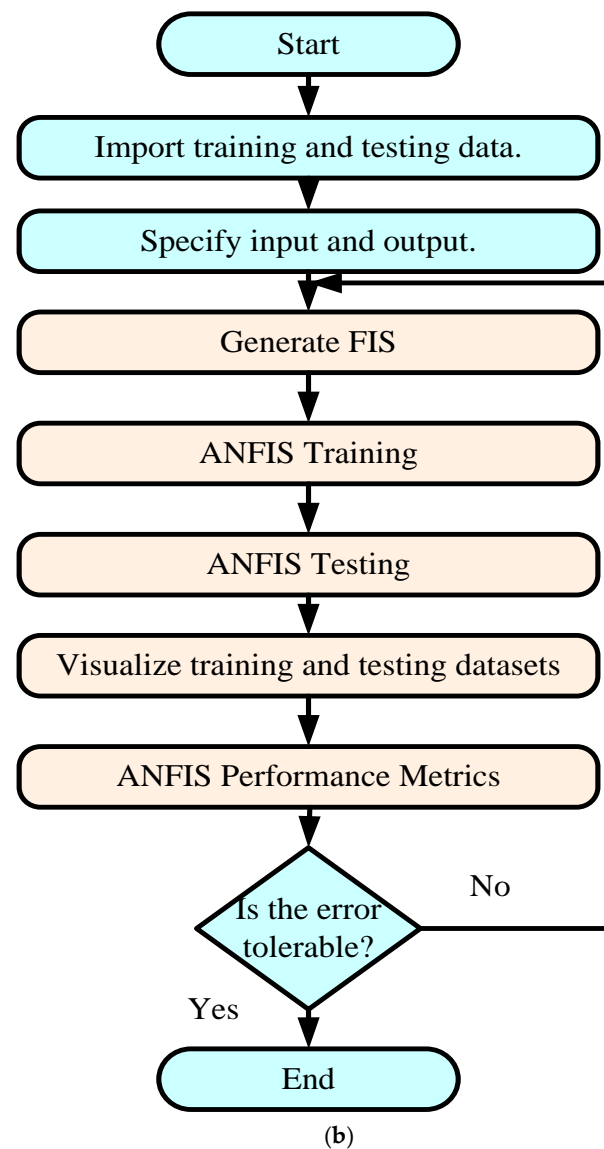 Start
Import training and testing data.
Specify input and output.
Generate FIS
ANFIS Training
ANFIS Testing
Visualize training and testing datasets
ANFIS Performance Metrics
Is the error
tolerable?
No
Yes
End
(b)